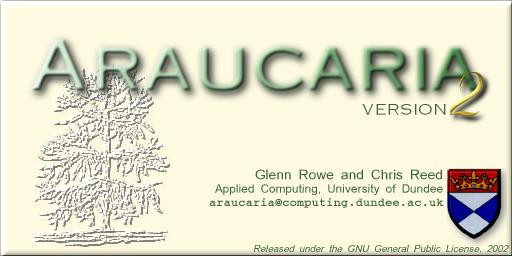 ARAUCARIA
VERSION 2
Glenn Rowe and Chris Reed
Applied Computing, University of Dundee
araucaria@computing.dundee.ac.uk
Released under the GNU General Public License, 2002